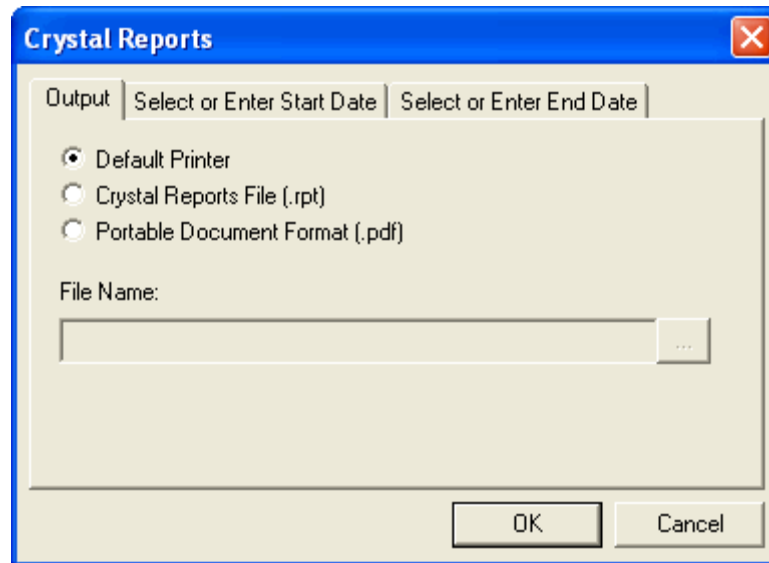 Crystal Reports
Output Select or Enter Start Date Select or Enter End Date
Default Printer
Crystal Reports File (.rpt)
Portable Document Format (.pdf)
File Name:
...
OK Cancel